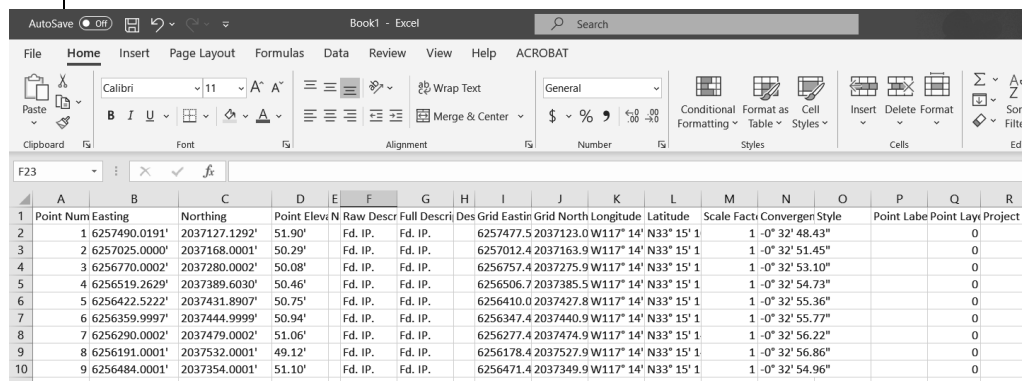 AutoSave Off Book1 - Excel Search
File Home Insert Page Layout Formulas Data Review View Help ACROBAT
Calibri 11 A A Wrap Text General Conditional Formatting Format as Table Cell Styles Insert Delete Format
Paste B I U A Merge & Center $ % 9
Clipboard Font Alignment Number Styles Cells
F23 fx
A B C D E F G H I J K L M N O P Q R
1 Point Num Easting Northing Point Eleva N Raw Descr Full Descri Des Grid Eastin Grid North Longitude Latitude Scale Fact Convergen Style Point Labe Point Laye Project
2 1 6257490.0191' 2037127.1292' 51.90' Fd. IP. Fd. IP. 6257477.5 2037123.0 W117° 14' N33° 15' 1 1 -0° 32' 48.43" 0
3 2 6257025.0000' 2037168.0001' 50.29' Fd. IP. Fd. IP. 6257012.4 2037163.9 W117° 14' N33° 15' 1 1 -0° 32' 51.45" 0
4 3 6256770.0002' 2037280.0002' 50.08' Fd. IP. Fd. IP. 6256757.4 2037275.9 W117° 14' N33° 15' 1 1 -0° 32' 53.10" 0
5 4 6256519.2629' 2037389.6030' 50.46' Fd. IP. Fd. IP. 6256506.7 2037385.5 W117° 14' N33° 15' 1 1 -0° 32' 54.73" 0
6 5 6256422.5222' 2037431.8907' 50.75' Fd. IP. Fd. IP. 6256410.0 2037427.8 W117° 14' N33° 15' 1 1 -0° 32' 55.36" 0
7 6 6256359.9997' 2037444.9999' 50.94' Fd. IP. Fd. IP. 6256347.4 2037440.9 W117° 14' N33° 15' 1 1 -0° 32' 55.77" 0
8 7 6256290.0002' 2037479.0002' 51.06' Fd. IP. Fd. IP. 6256277.4 2037474.9 W117° 14' N33° 15' 1 1 -0° 32' 56.22" 0
9 8 6256191.0001' 2037532.0001' 49.12' Fd. IP. Fd. IP. 6256178.4 2037527.9 W117° 14' N33° 15' 1 1 -0° 32' 56.86" 0
10 9 6256484.0001' 2037354.0001' 51.10' Fd. IP. Fd. IP. 6256471.4 2037349.9 W117° 14' N33° 15' 1 1 -0° 32' 54.96" 0